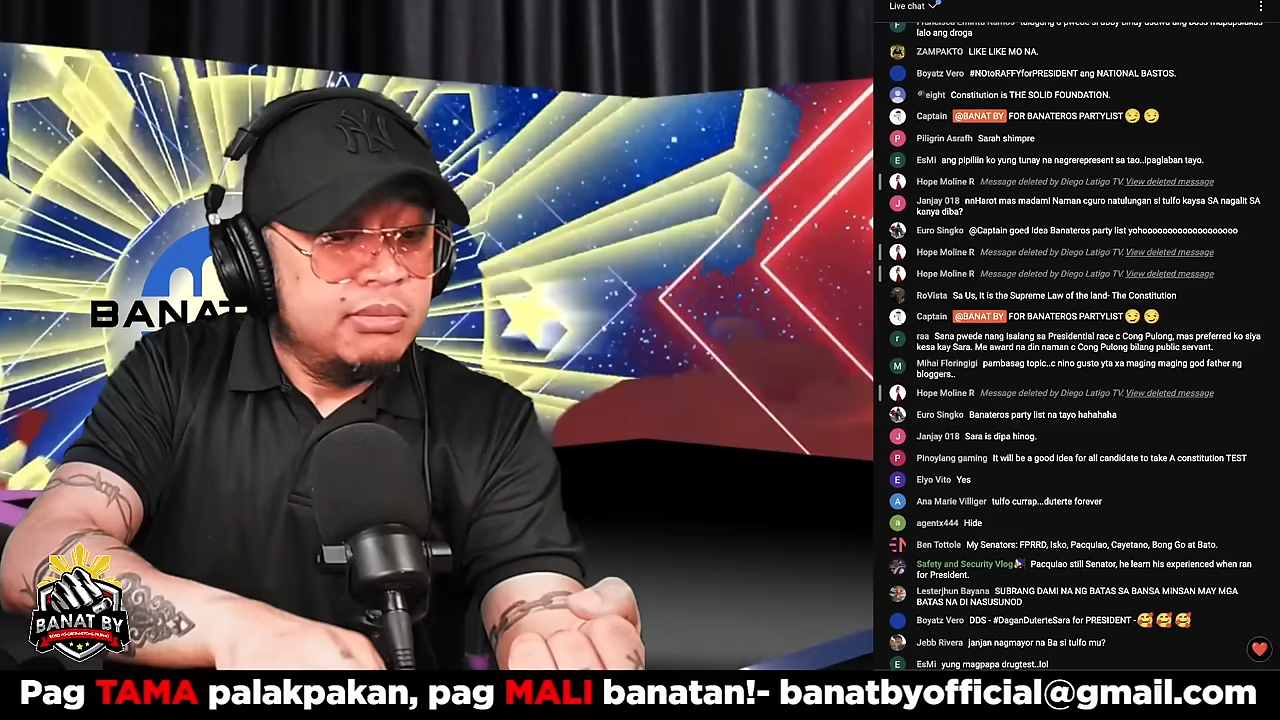 Live chat
lalo ang droga
ZAMPAKTO LIKE LIKE MO NA.
Boyatz Vero #NOtoRAFFYforPRESIDENT ang NATIONAL BASTOS.
eight Constitution is THE SOLID FOUNDATION.
Captain @BANAT BY FOR BANATEROS PARTYLIST 😏 😏
Piligrin Asrafh Sarah shimpre
EsMi ang pipiliin ko yung tunay na nagrerepresent sa tao..ipaglaban tayo.
Hope Moline R Message deleted by Diego Latigo TV. View deleted message
Janjay 018 nnHarot mas madami Naman cguro natulungan si tulfo kaysa SA nagalit SA
kanya diba?
Euro Singko @Captain goed Idea Banateros party list yohoooooooooooooooooo
Hope Moline R Message deleted by Diego Latigo TV. View deleted message
Hope Moline R Message deleted by Diego Latigo TV. View deleted message
RoVista Sa Us, It is the Supreme Law of the land- The Constitution
Captain @BANAT BY FOR BANATEROS PARTYLIST 😏 😏
raa Sana pwede nang isalang sa Presidential race c Cong Pulong, mas preferred ko siya
kesa kay Sara. Me award na din naman c Cong Pulong bilang public servant.
Mihai Floringigi pambasag topic..c nino gusto yta xa maging maging god father ng
bloggers..
Hope Moline R Message deleted by Diego Latigo TV. View deleted message
Euro Singko Banateros party list na tayo hahahaha
Janjay 018 Sara is dipa hinog.
Pinoylang gaming It will be a good idea for all candidate to take A constitution TEST
Elyo Vito Yes
Ana Marie Villiger tulfo currap...duterte forever
agentx444 Hide
Ben Tottole My Senators: FPRRD, Isko, Pacquiao, Cayetano, Bong Go at Bato.
Safety and Security Vlog Pacquiao still Senator, he learn his experienced when ran
for President.
Lesterjhun Bayana SUBRANG DAMI NA NG BATAS SA BANSA MINSAN MAY MGA
BATAS NA DI NASUSUNOD
Boyatz Vero DDS - #DaganDuterteSara for PRESIDENT - 🥰 🥰 🥰
Jebb Rivera janjan nagmayor na Ba si tulfo mu?
EsMi yung magpapa drugtest..lol
NY
BANAT
BANAT BY
Pag TAMA palakpakan, pag MALI banatan!- banatbyofficial@gmail.com